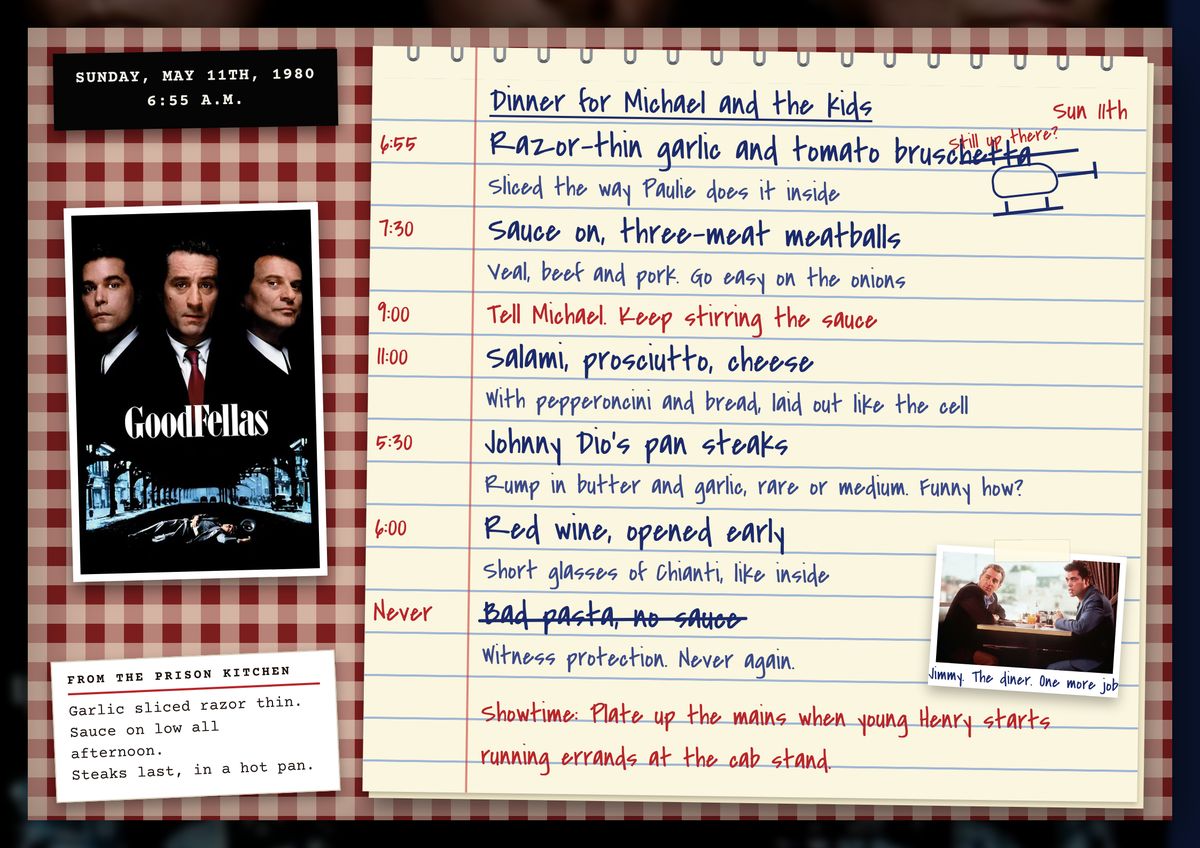 SUNDAY, MAY 11TH, 1980
6:55 A.M.
GoodFellas
FROM THE PRISON KITCHEN
Garlic sliced razor thin.
Sauce on low all
afternoon.
Steaks last, in a hot pan.
Dinner for Michael and the kids
Sun 11th
Still up there?
6:55 Razor-thin garlic and tomato bruschetta
Sliced the way Paulie does it inside
7:30 Sauce on, three-meat meatballs
Veal, beef and pork. Go easy on the onions
9:00 Tell Michael. Keep stirring the sauce
11:00 Salami, prosciutto, cheese
With pepperoncini and bread, laid out like the cell
5:30 Johnny Dio's pan steaks
Rump in butter and garlic, rare or medium. Funny how?
6:00 Red wine, opened early
Short glasses of Chianti, like inside
Never Bad pasta, no sauce
Witness protection. Never again.
Jimmy. The diner. One more job
Showtime: Plate up the mains when young Henry starts
running errands at the cab stand.